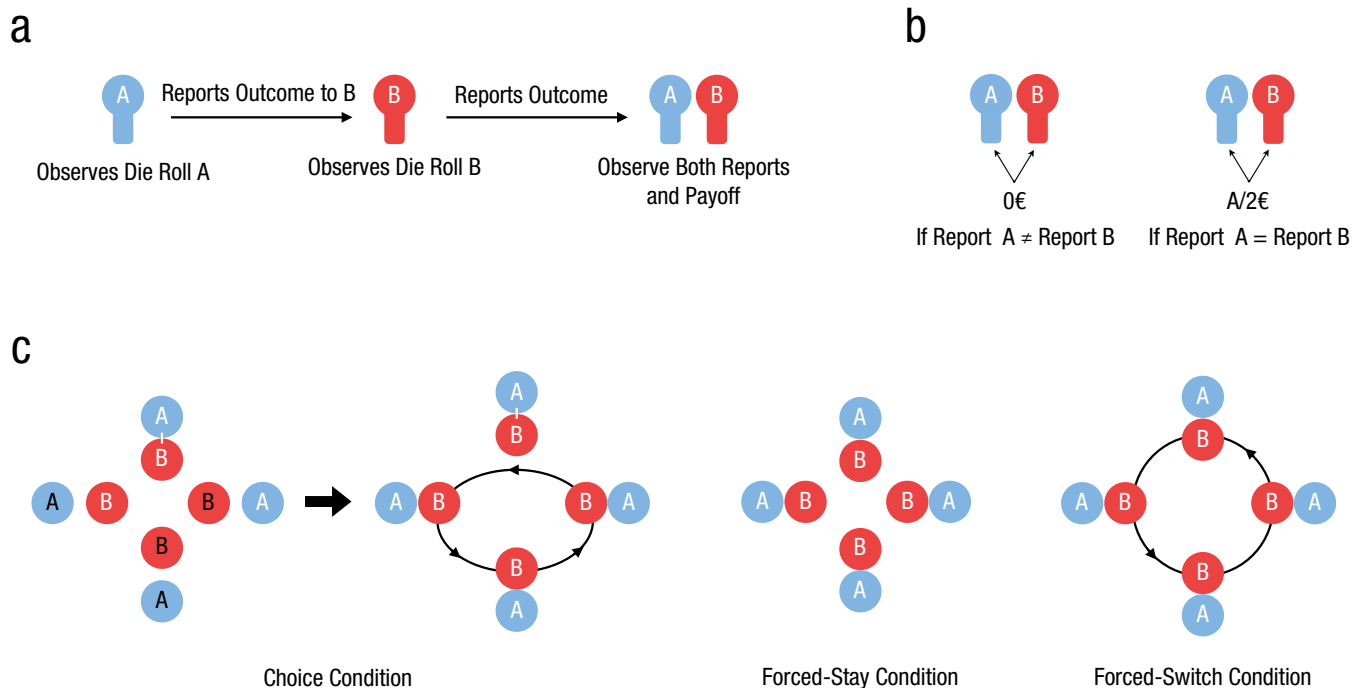 a
b
A
Reports Outcome to B
B
Reports Outcome
A B
Observes Die Roll A
Observes Die Roll B
Observe Both Reports
and Payoff
A B
A B
0€
A/2€
If Report A ≠ Report B
If Report A = Report B
c
A
B
A B
B A
B
A
A
B
A B
B A
B
A
A
B
A B
B A
B
A
A
B
A B
B A
B
A
Choice Condition
Forced-Stay Condition
Forced-Switch Condition